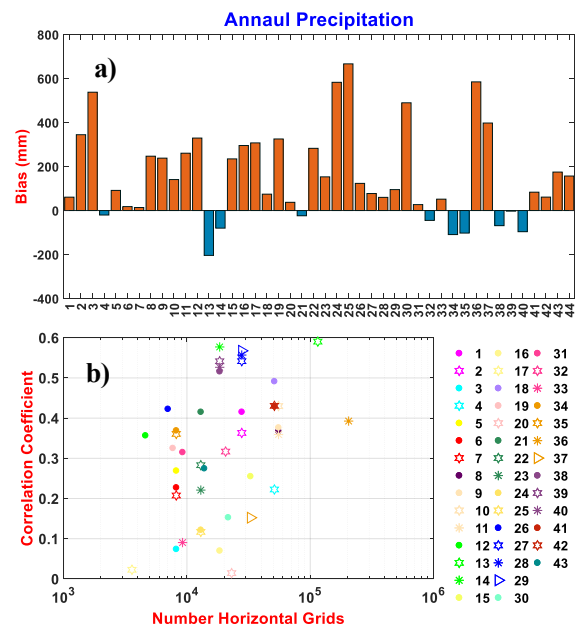 Annaul Precipitation
a)
Bias (mm)
800
600
400
200
0
-200
-400
1 2 3 4 5 6 7 8 9 10 11 12 13 14 15 16 17 18 19 20 21 22 23 24 25 26 27 28 29 30 31 32 33 34 35 36 37 38 39 40 41 42 43 44
b)
Correlation Coefficient
0.6
0.5
0.4
0.3
0.2
0.1
0
10^3 10^4 10^5 10^6
Number Horizontal Grids
1 16 31
2 17 32
3 18 33
4 19 34
5 20 35
6 21 36
7 22 37
8 23 38
9 24 39
10 25 40
11 26 41
12 27 42
13 28 43
14 29
15 30